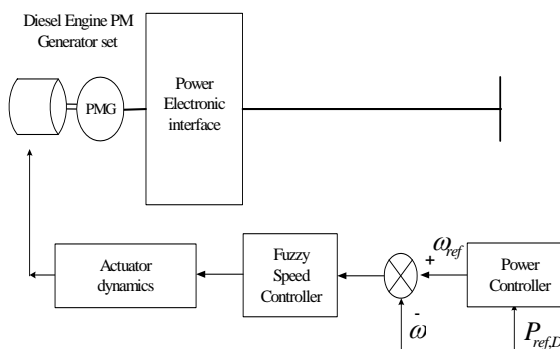 Diesel Engine PM
Generator set
PMG
Power
Electronic
interface
Actuator
dynamics
Fuzzy
Speed
Controller
+
ω_ref
-
ω
Power
Controller
P_ref,D